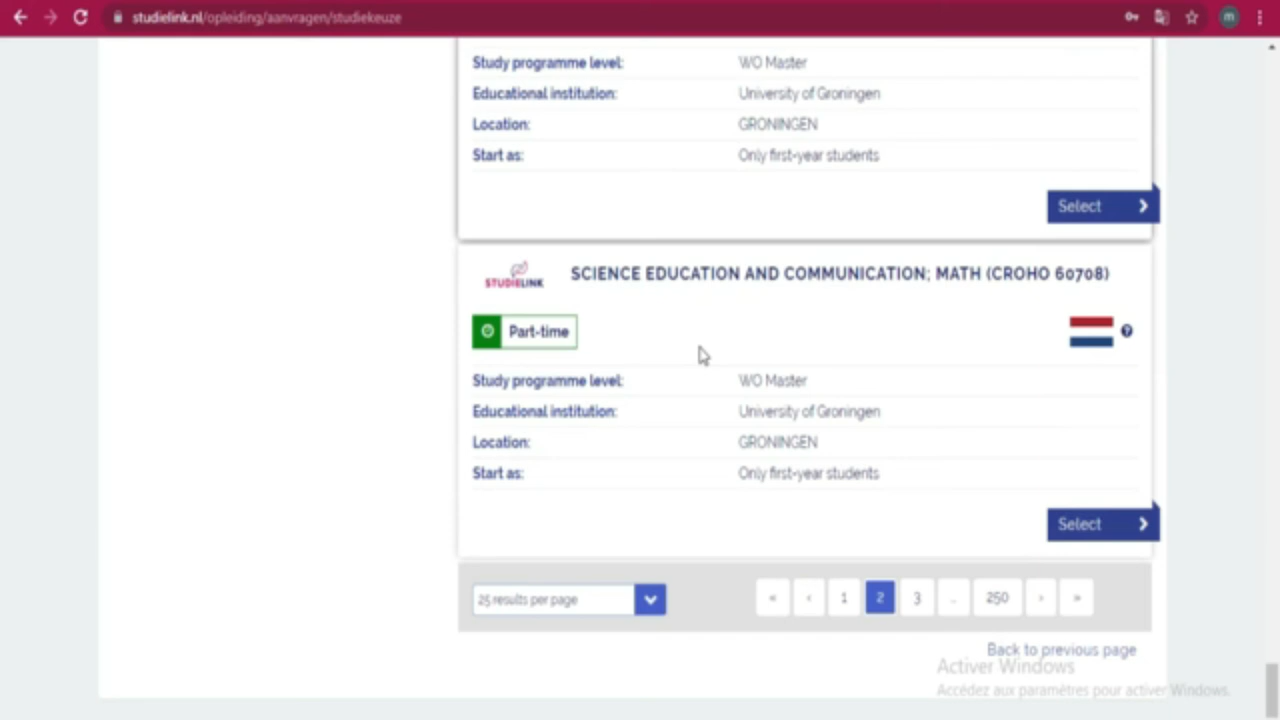 studielink.nl/opleiding/aanvragen/studiekeuze
m
Study programme level: WO Master
Educational institution: University of Groningen
Location: GRONINGEN
Start as: Only first-year students
Select
STUDIELINK
SCIENCE EDUCATION AND COMMUNICATION; MATH (CROHO 60708)
Part-time
?
Study programme level: WO Master
Educational institution: University of Groningen
Location: GRONINGEN
Start as: Only first-year students
Select
25 results per page
« ‹ 1 2 3 .. 250 › »
Back to previous page
Activer Windows
Accédez aux paramètres pour activer Windows.